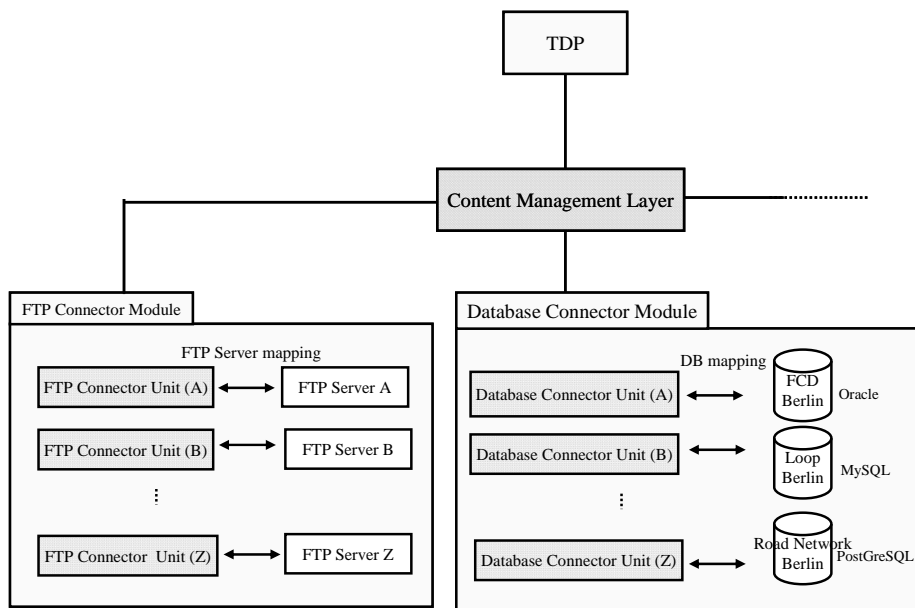 TDP
Content Management Layer
FTP Connector Module
FTP Server mapping
FTP Connector Unit (A)
FTP Server A
FTP Connector Unit (B)
FTP Server B
FTP Connector Unit (Z)
FTP Server Z
Database Connector Module
DB mapping
Database Connector Unit (A)
FCD
Berlin
Oracle
Database Connector Unit (B)
Loop
Berlin
MySQL
Database Connector Unit (Z)
Road Network
Berlin
PostGreSQL